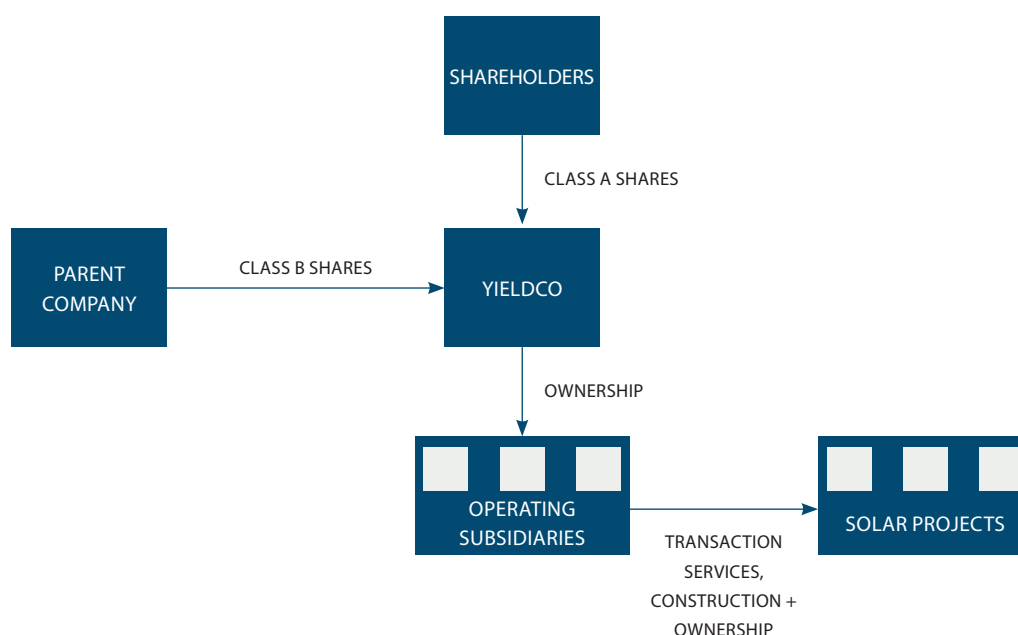 SHAREHOLDERS
CLASS A SHARES
PARENT
COMPANY
CLASS B SHARES
YIELDCO
OWNERSHIP
OPERATING
SUBSIDIARIES
SOLAR PROJECTS
TRANSACTION
SERVICES,
CONSTRUCTION +
OWNERSHIP